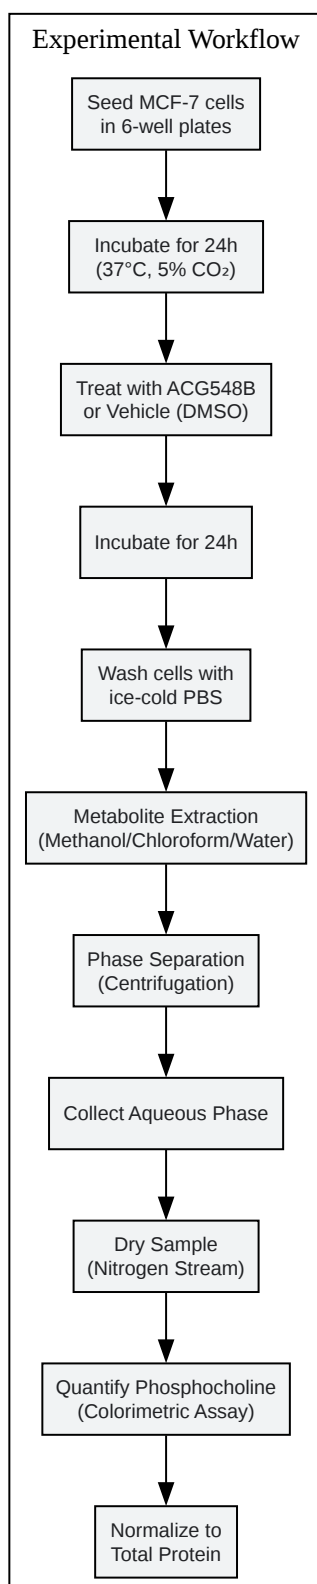 Experimental Workflow
Seed MCF-7 cells
in 6-well plates
Incubate for 24h
(37°C, 5% CO₂)
Treat with ACG548B
or Vehicle (DMSO)
Incubate for 24h
Wash cells with
ice-cold PBS
Metabolite Extraction
(Methanol/Chloroform/Water)
Phase Separation
(Centrifugation)
Collect Aqueous Phase
Dry Sample
(Nitrogen Stream)
Quantify Phosphocholine
(Colorimetric Assay)
Normalize to
Total Protein